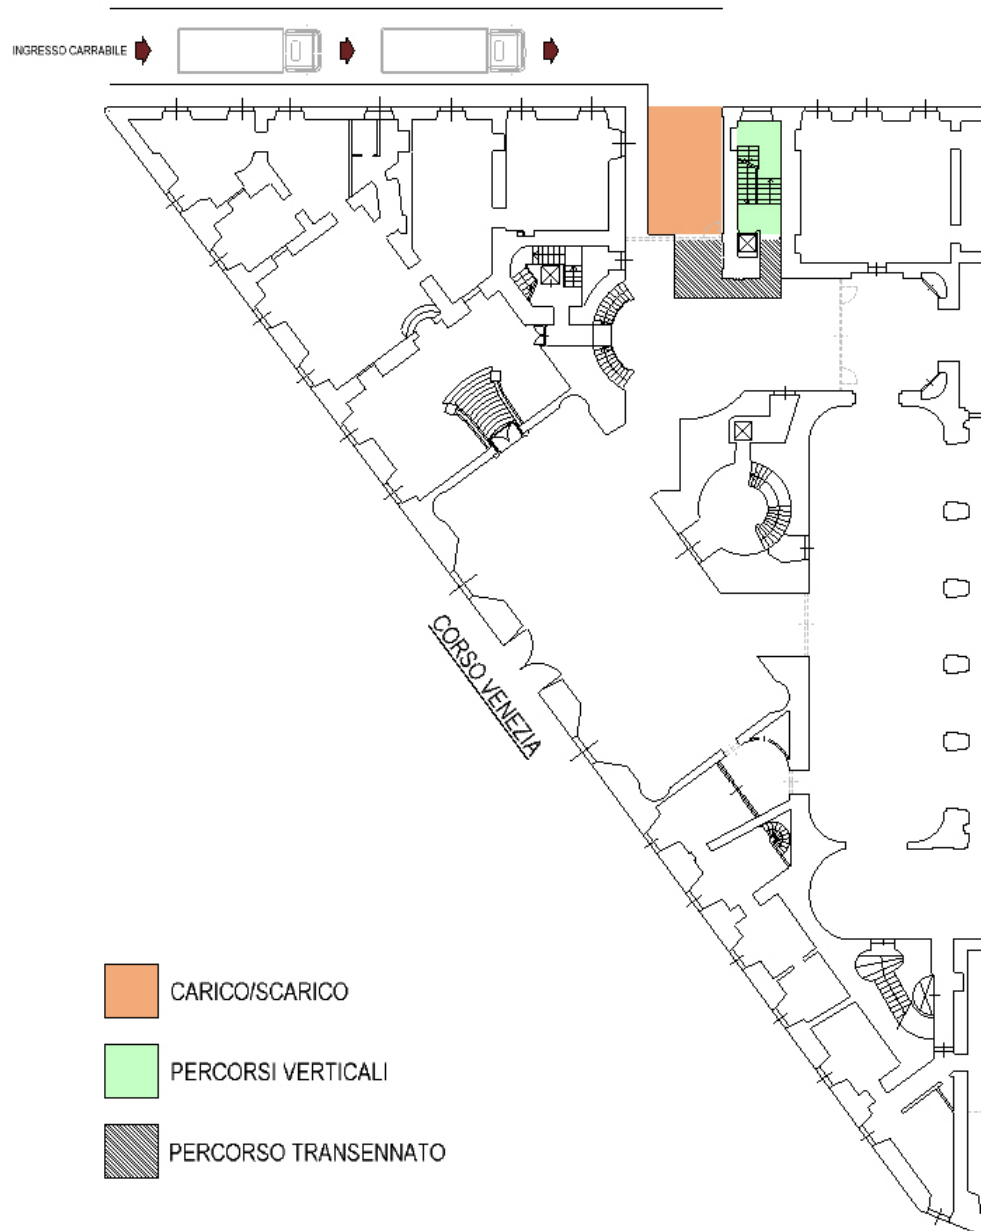 INGRESSO CARRABILE
CORSO VENEZIA
CARICO/SCARICO
PERCORSI VERTICALI
PERCORSO TRANSENNATO